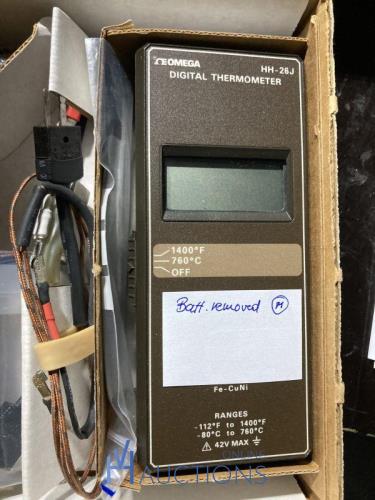 OMEGA
HH-26J
DIGITAL THERMOMETER
1400°F
760°C
OFF
Batt. removed
Fe-CuNi
RANGES
-112°F to 1400°F
-80°C to 760°C
42V MAX
ONLINE
AUCTIONS